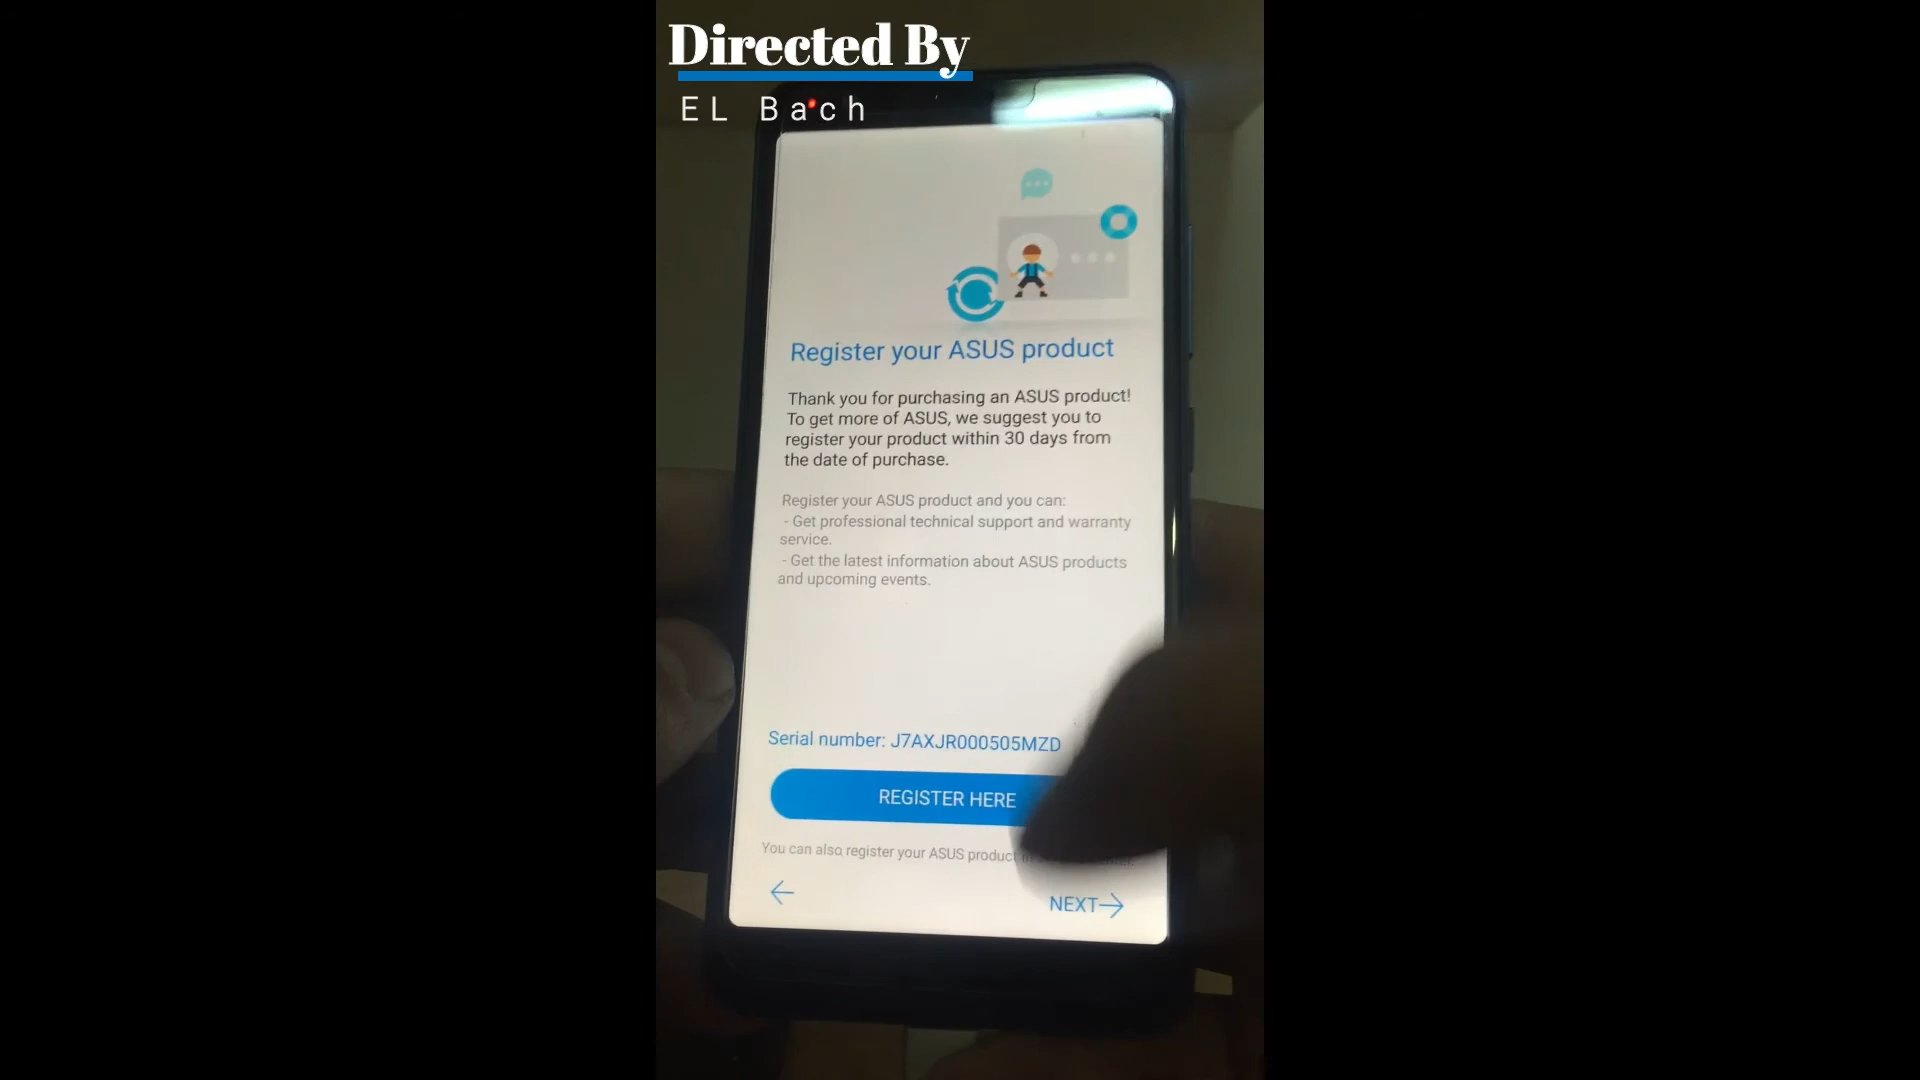 Directed By
EL Bach
Register your ASUS product
Thank you for purchasing an ASUS product!
To get more of ASUS, we suggest you to
register your product within 30 days from
the date of purchase.
Register your ASUS product and you can:
- Get professional technical support and warranty
service.
- Get the latest information about ASUS products
and upcoming events.
Serial number: J7AXJR000505MZD
REGISTER HERE
You can also register your ASUS product
NEXT